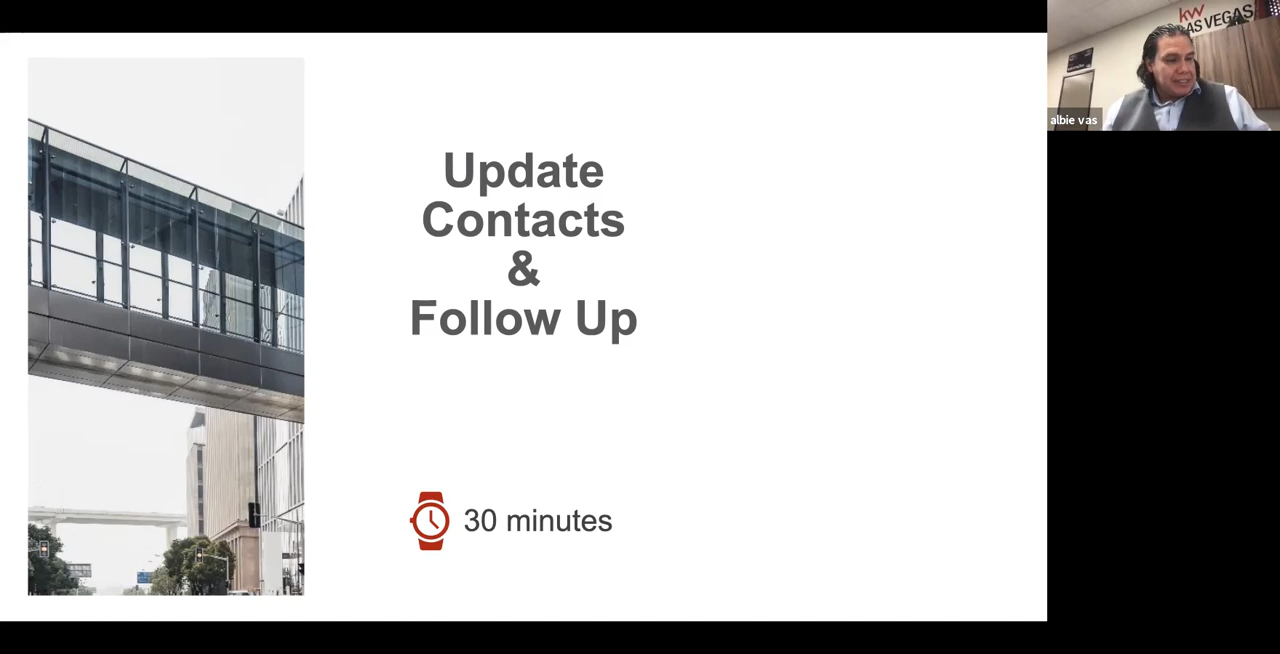 Update
Contacts
&
Follow Up
30 minutes
kw
LAS VEGAS
albie vas